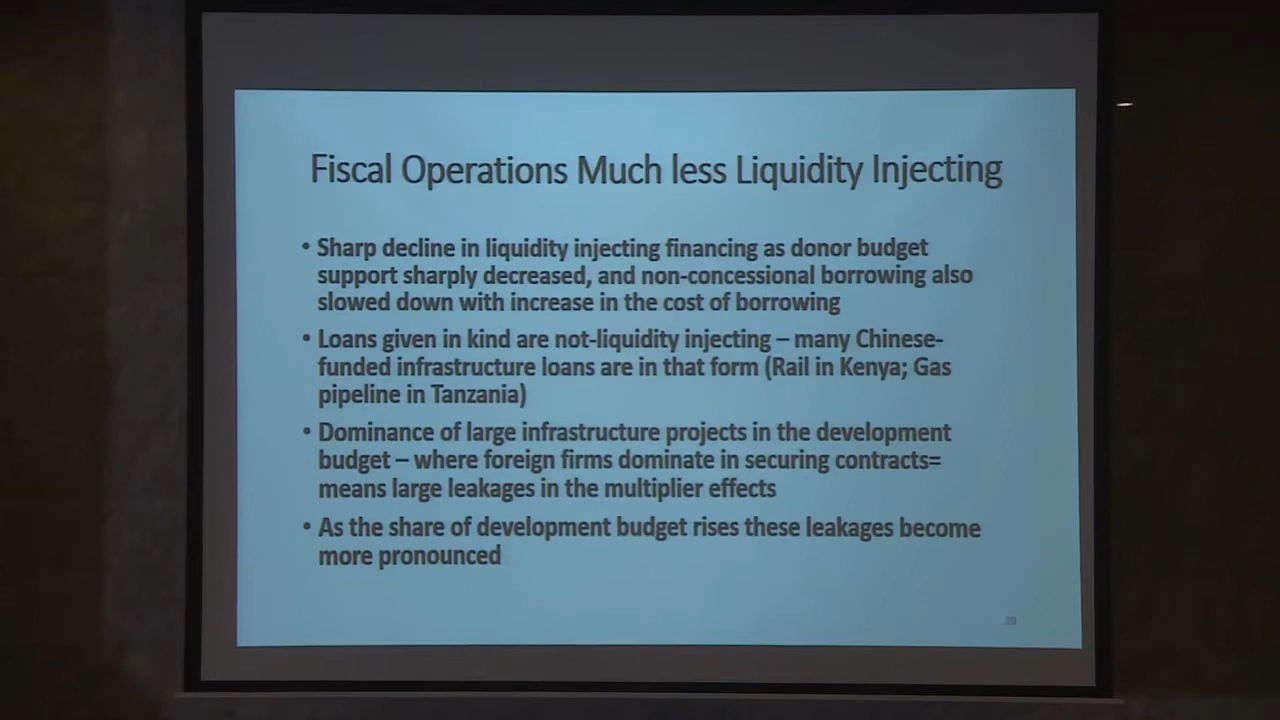 Fiscal Operations Much less Liquidity Injecting
• Sharp decline in liquidity injecting financing as donor budget
support sharply decreased, and non-concessional borrowing also
slowed down with increase in the cost of borrowing
• Loans given in kind are not-liquidity injecting – many Chinese-
funded infrastructure loans are in that form (Rail in Kenya; Gas
pipeline in Tanzania)
• Dominance of large infrastructure projects in the development
budget – where foreign firms dominate in securing contracts=
means large leakages in the multiplier effects
• As the share of development budget rises these leakages become
more pronounced
20